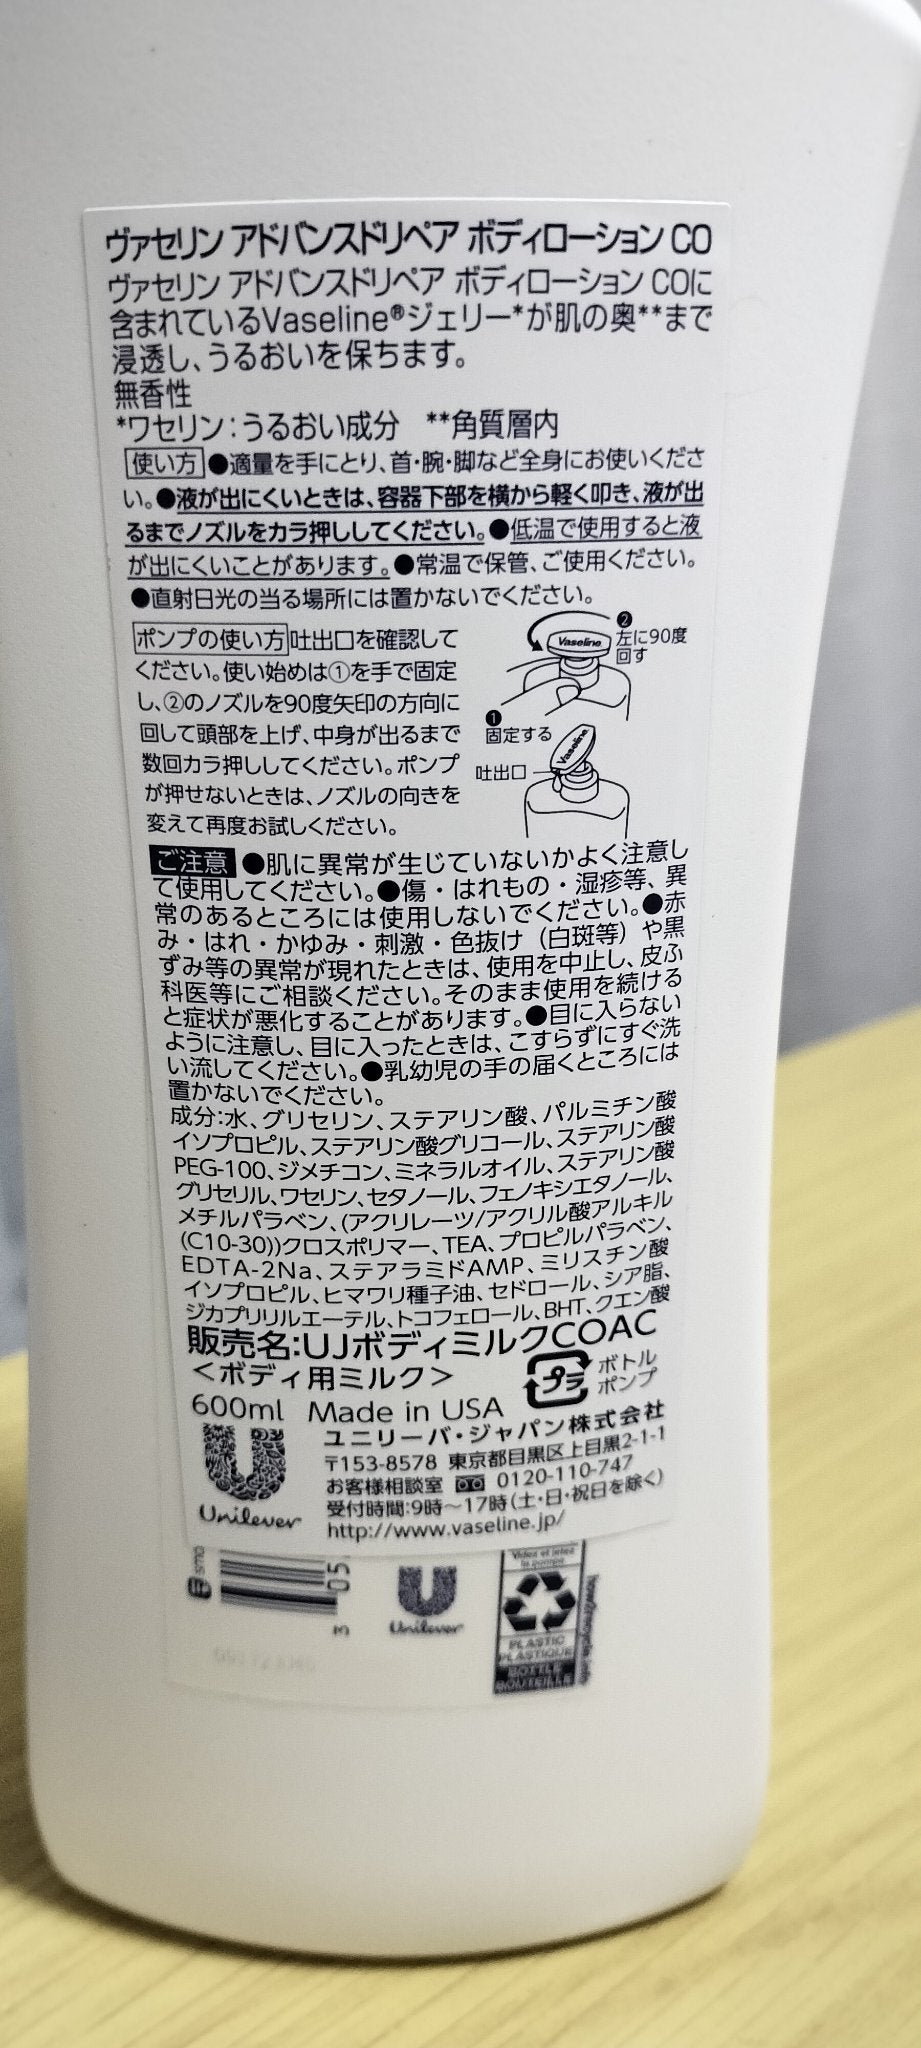 ヴァセリン アドバンスドリペア ボディローション CO
ヴァセリン アドバンスドリペア ボディローション COに
含まれているVaseline®ジェリー*が肌の奥**まで
浸透し、うるおいを保ちます。
無香性
*ワセリン：うるおい成分　**角質層内
使い方 ●適量を手にとり、首・腕・脚など全身にお使いくださ
い。●液が出にくいときは、容器下部を横から軽く叩き、液が出
るまでノズルをカラ押ししてください。●低温で使用すると液
が出にくいことがあります。●常温で保管、ご使用ください。
●直射日光の当る場所には置かないでください。
ポンプの使い方 吐出口を確認して
ください。使い始めは①を手で固定
し、②のノズルを90度矢印の方向に
回して頭部を上げ、中身が出るまで
数回カラ押ししてください。ポンプ
が押せないときは、ノズルの向きを
変えて再度お試しください。
Vaseline
❷
左に90度
回す
❶
固定する
Vaseline
吐出口
ご注意 ●肌に異常が生じていないかよく注意し
て使用してください。●傷・はれもの・湿疹等、異
常のあるところには使用しないでください。●赤
み・はれ・かゆみ・刺激・色抜け（白斑等）や黒
ずみ等の異常が現れたときは、使用を中止し、皮ふ
科医等にご相談ください。そのまま使用を続ける
と症状が悪化することがあります。●目に入らない
ように注意し、目に入ったときは、こすらずにすぐ洗
い流してください。●乳幼児の手の届くところには
置かないでください。
成分：水、グリセリン、ステアリン酸、パルミチン酸
イソプロピル、ステアリン酸グリコール、ステアリン酸
PEG-100、ジメチコン、ミネラルオイル、ステアリン酸
グリセリル、ワセリン、セタノール、フェノキシエタノール、
メチルパラベン、(アクリレーツ/アクリル酸アルキル
(C10-30))クロスポリマー、TEA、プロピルパラベン、
EDTA-2Na、ステアラミドAMP、ミリスチン酸
イソプロピル、ヒマワリ種子油、セドロール、シア脂、
ジカプリリルエーテル、トコフェロール、BHT、クエン酸
販売名：UJボディミルクCOAC
＜ボディ用ミルク＞
プラ
ボトル
ポンプ
600ml Made in USA
ユニリーバ・ジャパン株式会社
〒153-8578 東京都目黒区上目黒2-1-1
お客様相談室 0120-110-747
受付時間：9時～17時（土・日・祝日を除く）
http://www.vaseline.jp/
Unilever
05
3
Unilever
Videz et jetez
la pompe
PLASTIC
PLASTIQUE
BOTTLE
BOUTEILLE
how2recycle.info